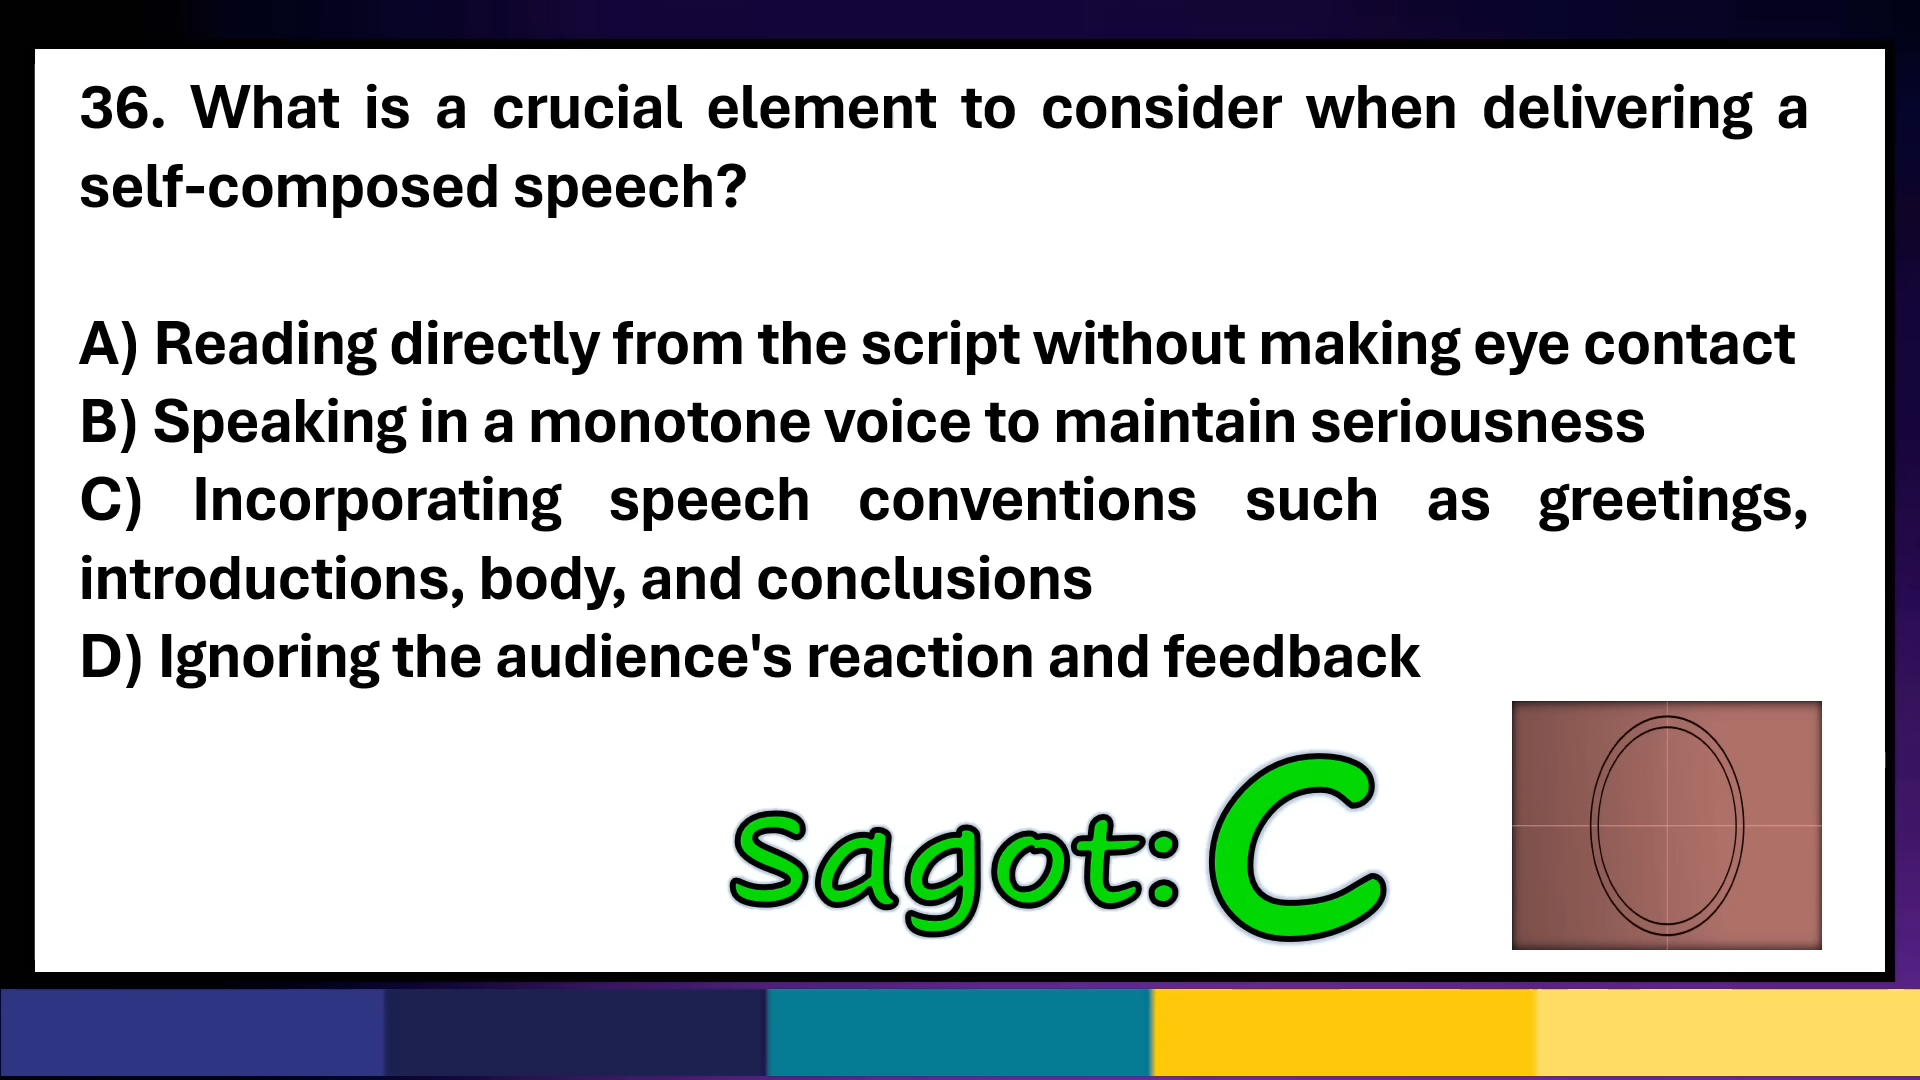 36. What is a crucial element to consider when delivering a
self-composed speech?
A) Reading directly from the script without making eye contact
B) Speaking in a monotone voice to maintain seriousness
C) Incorporating speech conventions such as greetings,
introductions, body, and conclusions
D) Ignoring the audience's reaction and feedback
Sagot: C